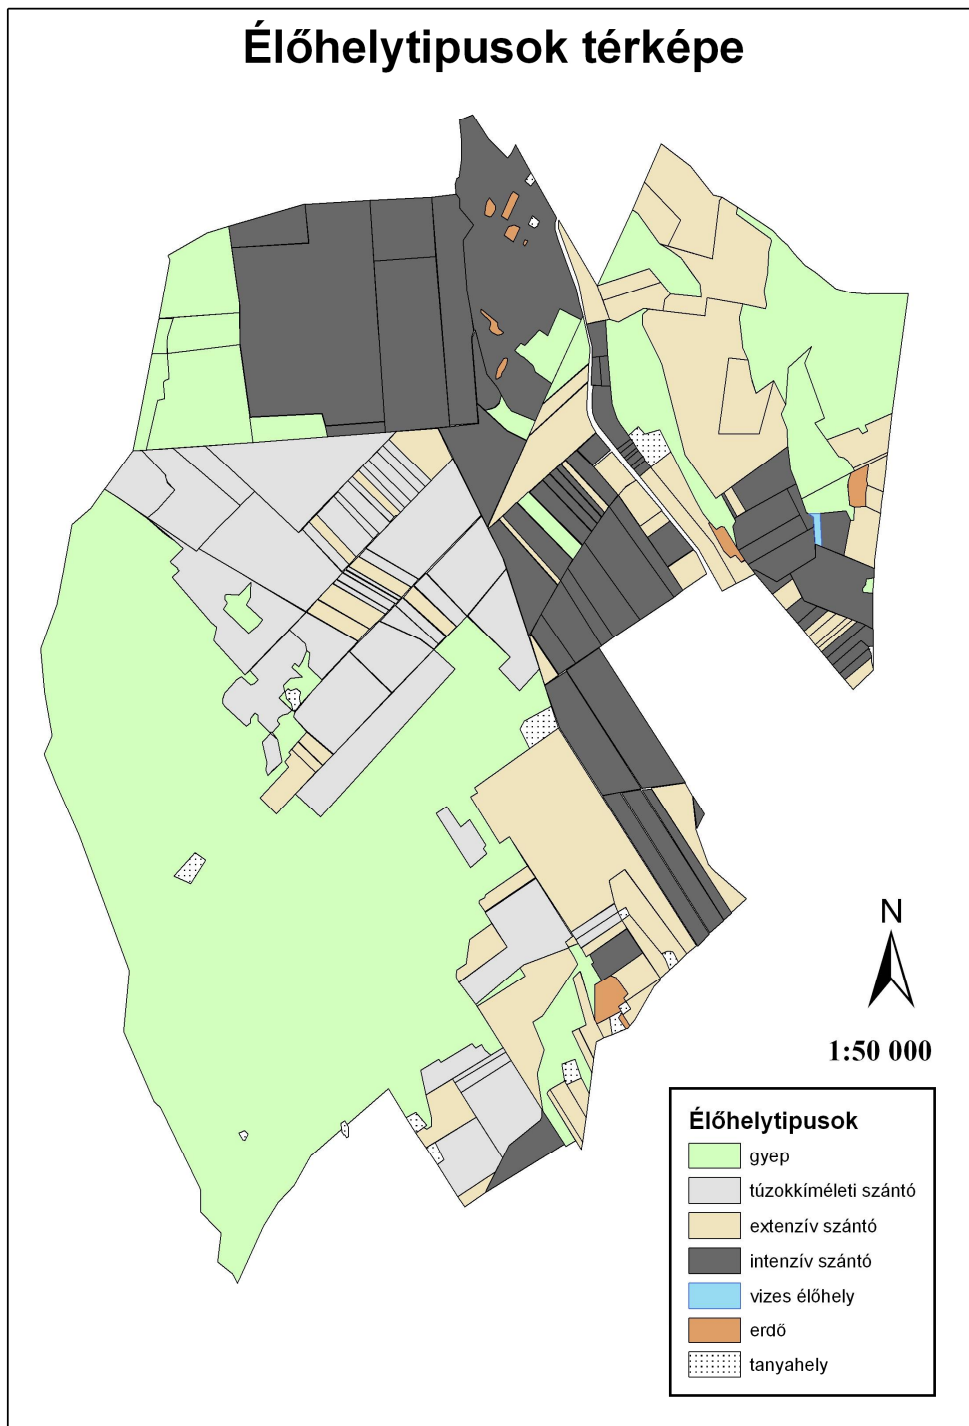 Élőhelytipusok térképe
N
1:50 000
Élőhelytipusok
gyep
túzokkíméleti szántó
extenzív szántó
intenzív szántó
vizes élőhely
erdő
tanyahely